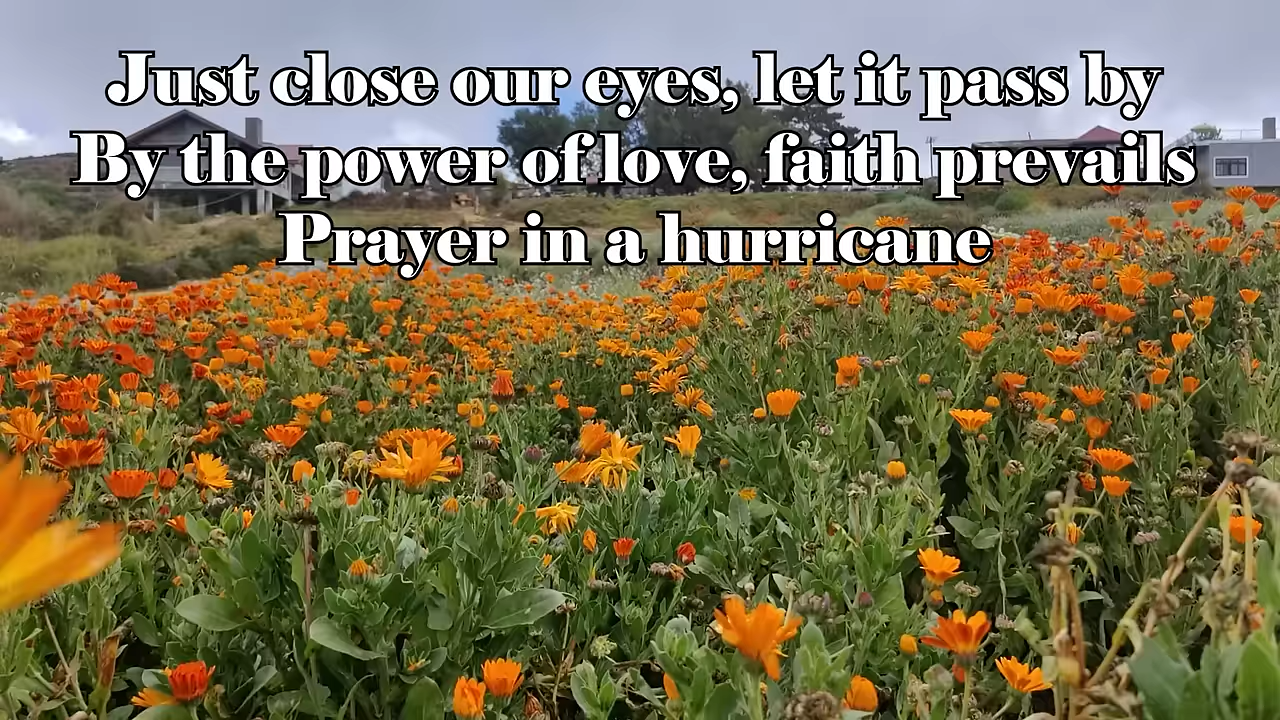 Just close our eyes, let it pass by
By the power of love, faith prevails
Prayer in a hurricane